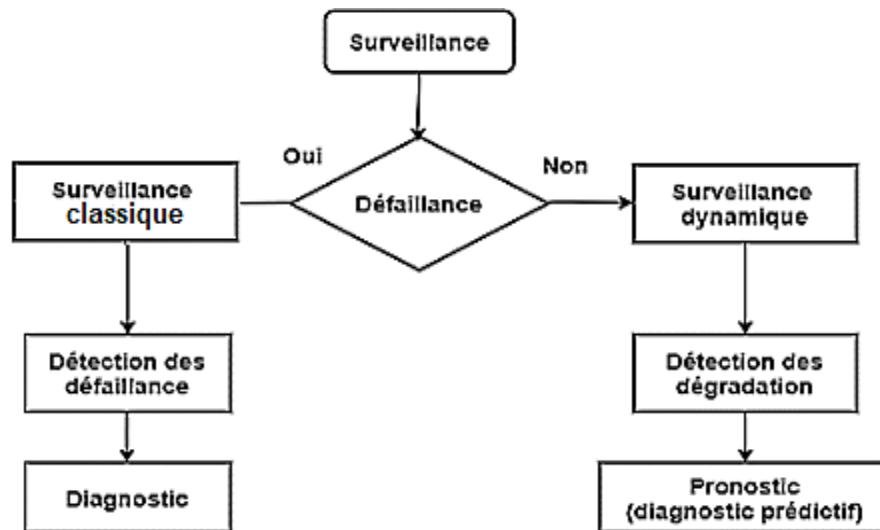 Surveillance
Oui
Non
Défaillance
Surveillance
classique
Surveillance
dynamique
Détection des
défaillance
Détection des
dégradation
Diagnostic
Pronostic
(diagnostic prédictif)